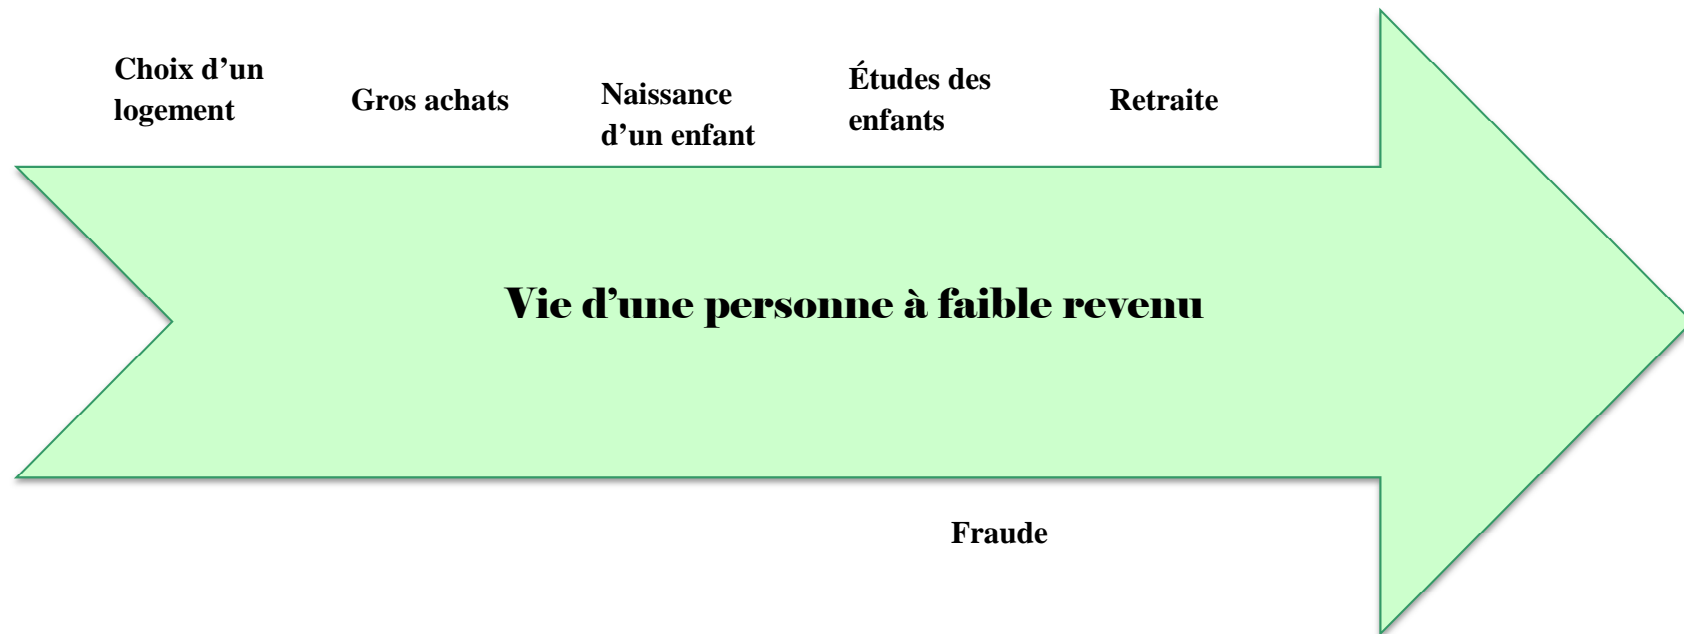 Choix d’un
logement
Gros achats
Naissance
d’un enfant
Études des
enfants
Retraite
Vie d’une personne à faible revenu
Fraude